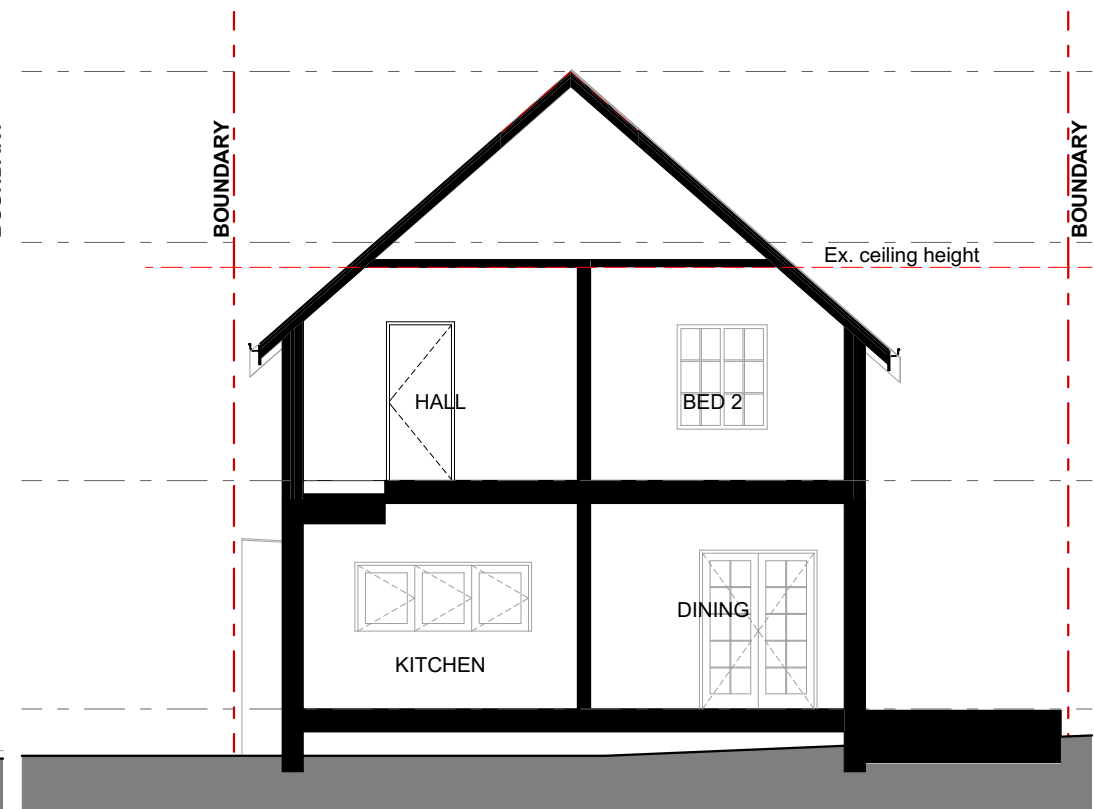 BOUNDARY
BOUNDARY
Ex. ceiling height
HALL
BED 2
DINING
KITCHEN